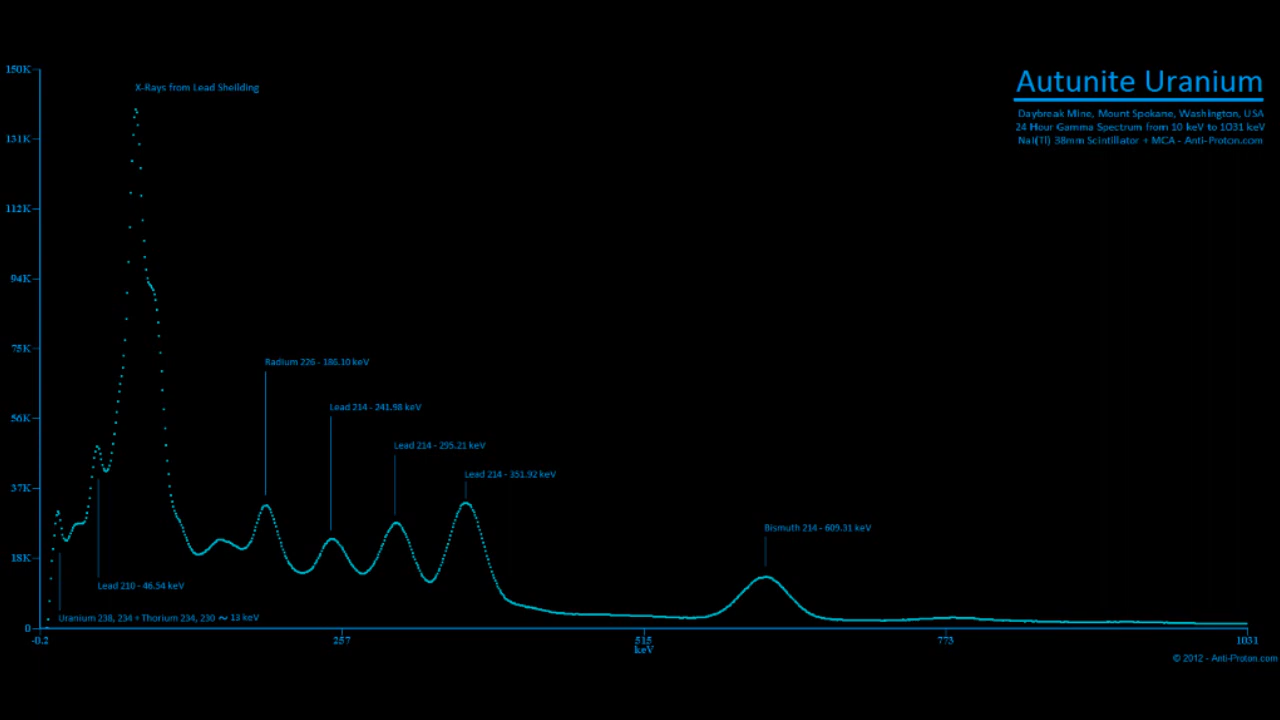 Autunite Uranium
Daybreak Mine, Mount Spokane, Washington, USA
24 Hour Gamma Spectrum from 10 keV to 1031 keV
NaI(Tl) 38mm Scintillator + MCA - Anti-Proton.com
150K
X-Rays from Lead Sheilding
131K
112K
94K
75K
Radium 226 - 186.10 keV
Lead 214 - 241.98 keV
56K
Lead 214 - 295.21 keV
Lead 214 - 351.92 keV
37K
Bismuth 214 - 609.31 keV
18K
Lead 210 - 46.54 keV
Uranium 238, 234 + Thorium 234, 230 ~ 13 keV
0
-0.2 257 515 773 1031
keV
© 2012 - Anti-Proton.com